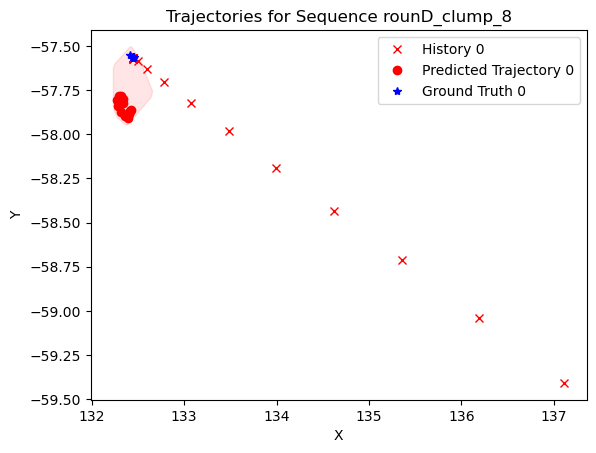 Trajectories for Sequence rounD_clump_8
History 0
Predicted Trajectory 0
Ground Truth 0
Y
−57.50
−57.75
−58.00
−58.25
−58.50
−58.75
−59.00
−59.25
−59.50
132 133 134 135 136 137
X